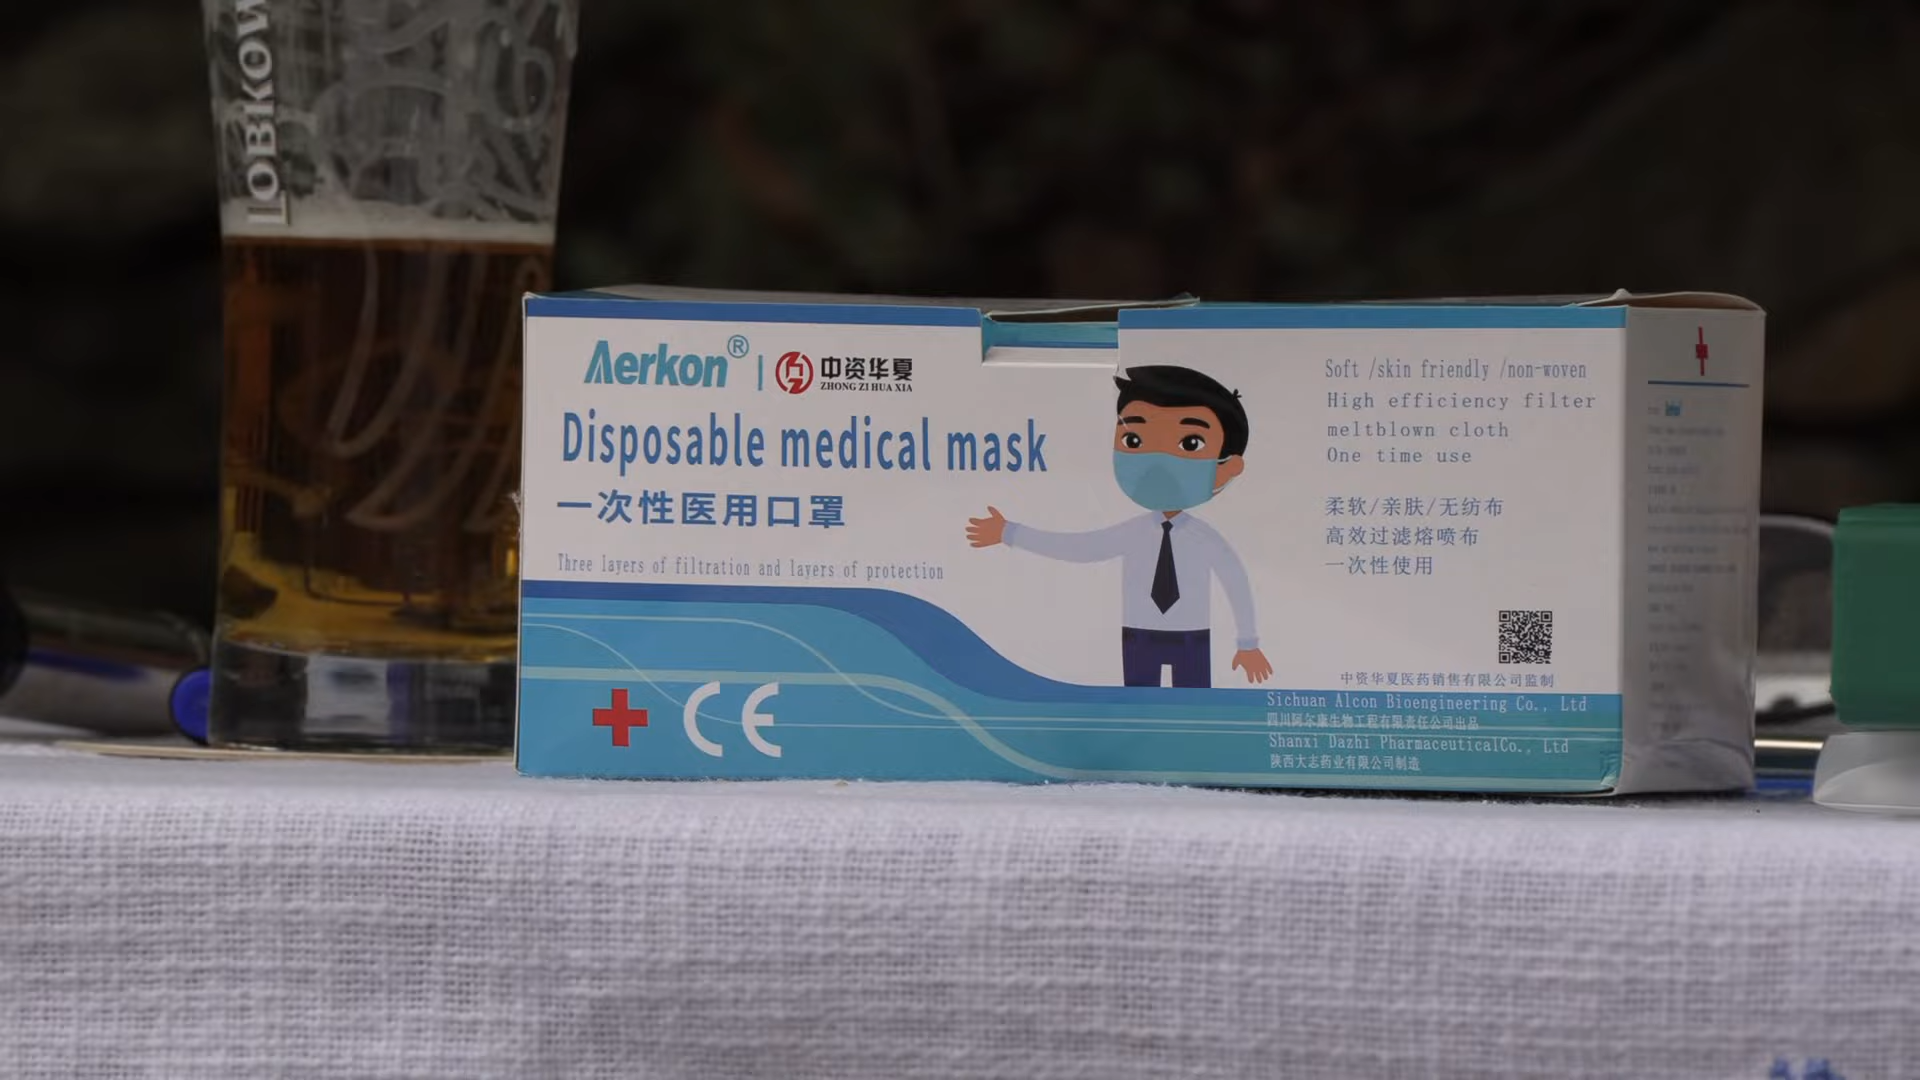 LOBKOW
Aerkon®
中资华夏
ZHONG ZI HUA XIA
Disposable medical mask
一次性医用口罩
Three layers of filtration and layers of protection
CE
Soft /skin friendly /non-woven
High efficiency filter
meltblown cloth
One time use
柔软/亲肤/无纺布
高效过滤熔喷布
一次性使用
中资华夏医药销售有限公司监制
Sichuan Alcon Bioengineering Co., Ltd
四川阿尔康生物工程有限责任公司出品
Shanxi Dazhi PharmaceuticalCo., Ltd
陕西大志药业有限公司制造